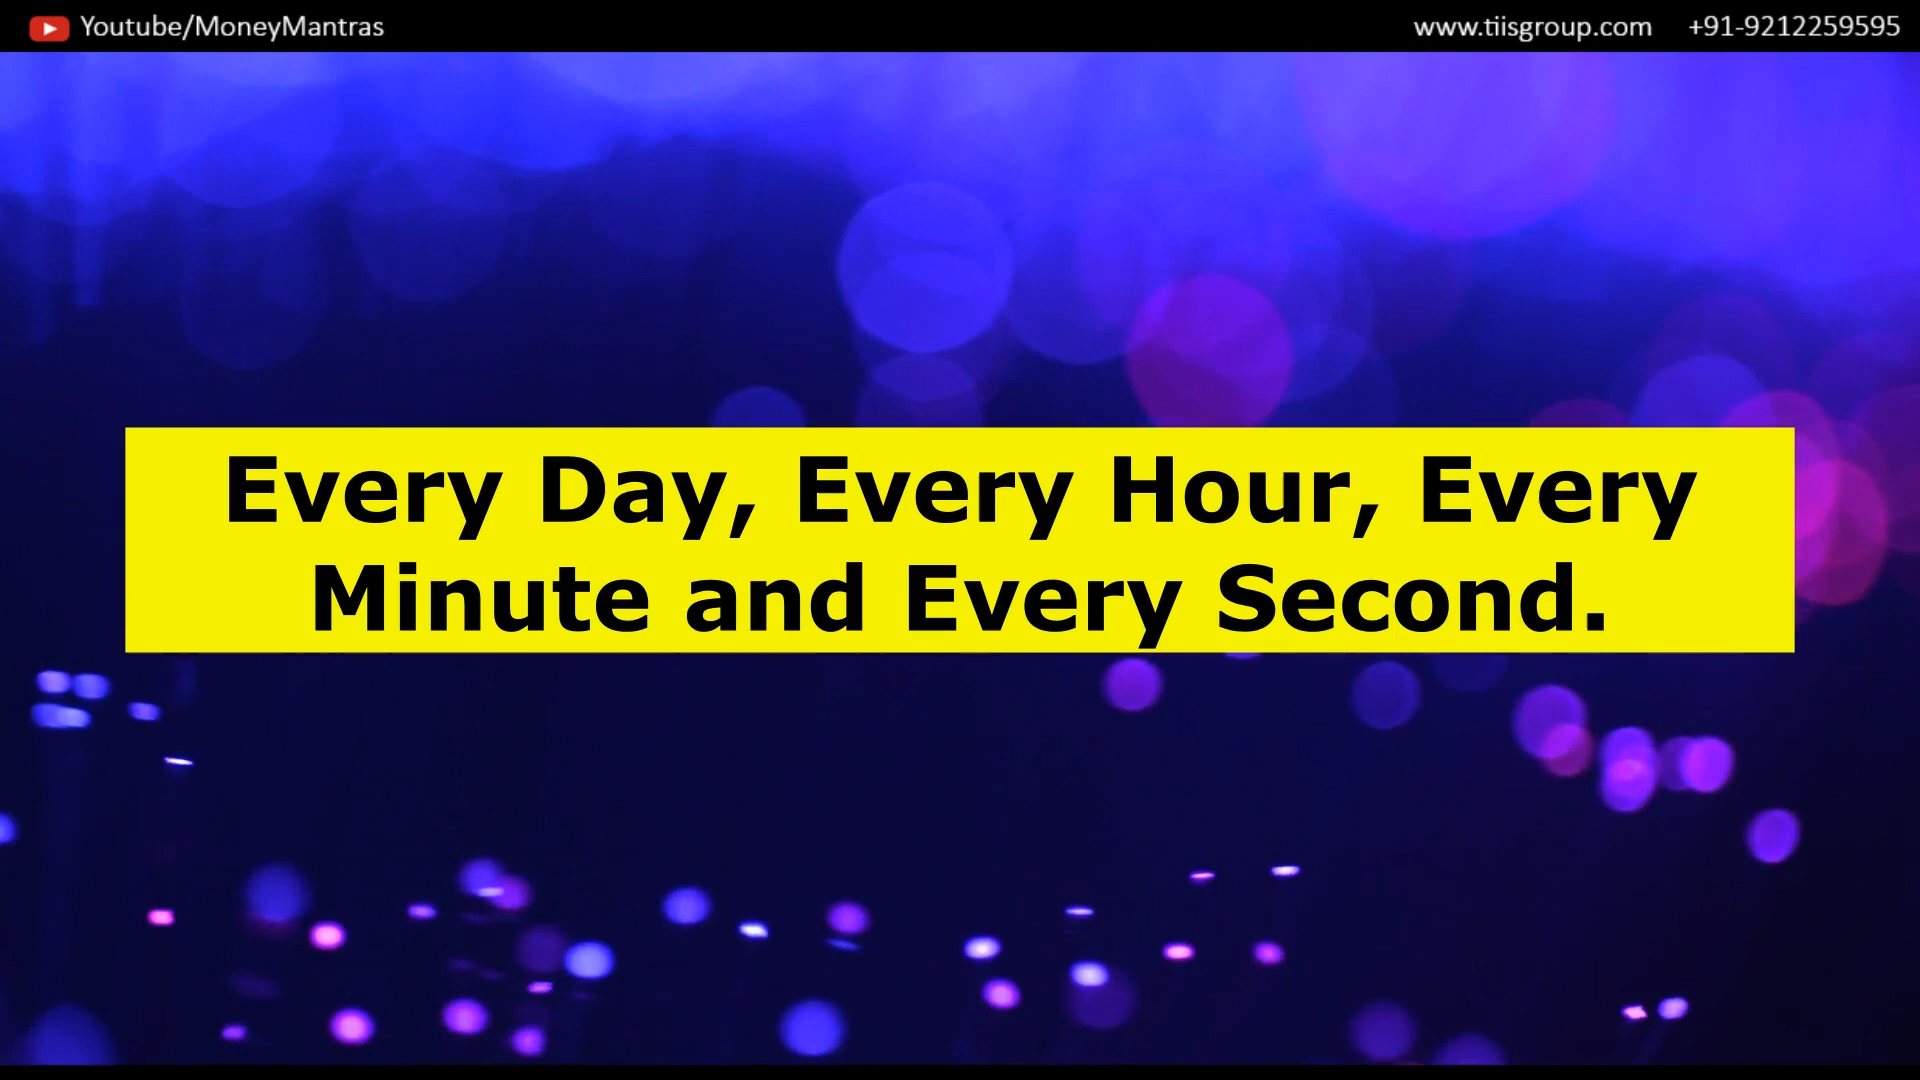 Youtube/MoneyMantras www.tiisgroup.com +91-9212259595
Every Day, Every Hour, Every
Minute and Every Second.